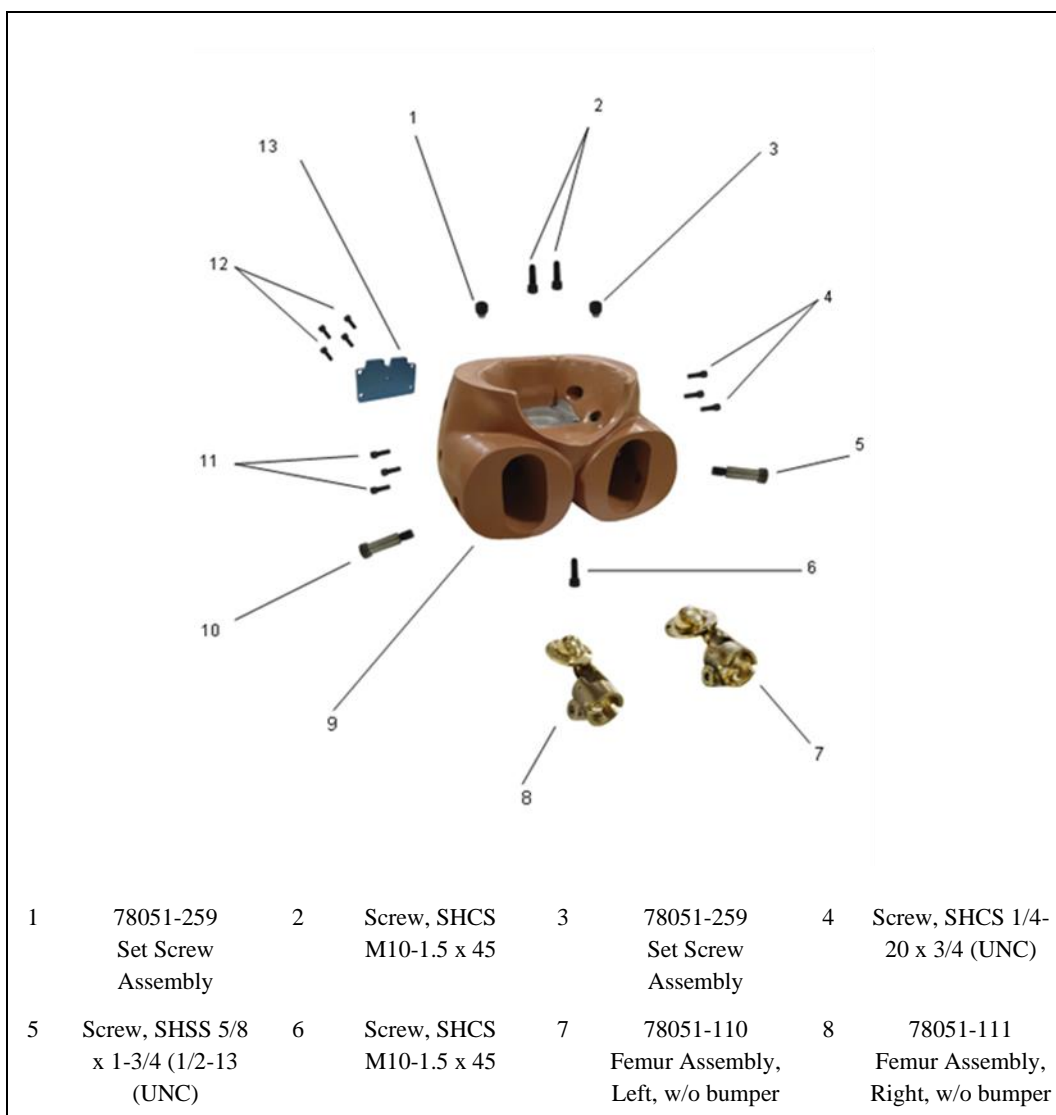 1
2
3
13
12
4
11
5
10
6
9
7
8
1 78051-259 2 Screw, SHCS 3 78051-259 4 Screw, SHCS 1/4-
Set Screw M10-1.5 x 45 Set Screw 20 x 3/4 (UNC)
Assembly Assembly
5 Screw, SHSS 5/8 6 Screw, SHCS 7 78051-110 8 78051-111
x 1-3/4 (1/2-13 M10-1.5 x 45 Femur Assembly, Femur Assembly,
(UNC) Left, w/o bumper Right, w/o bumper